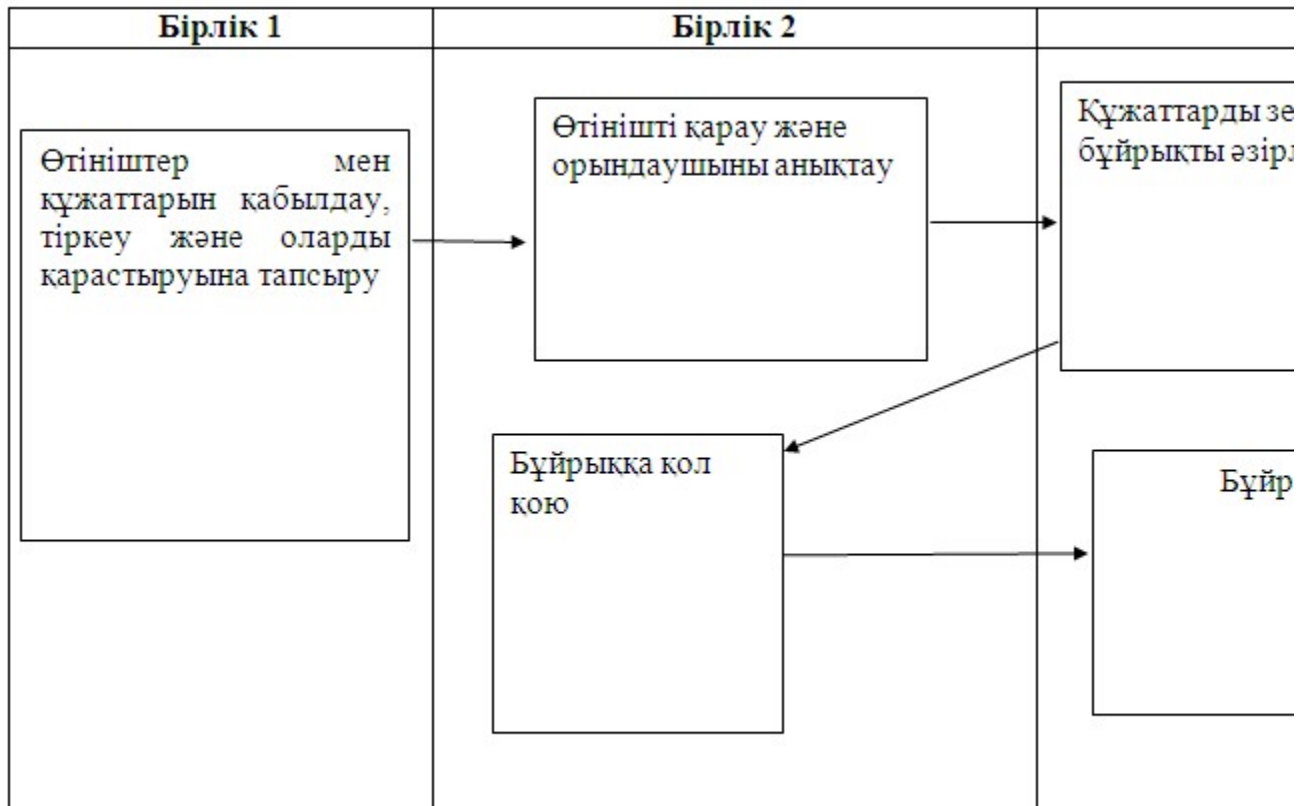 Бірлік 1
Бірлік 2
Өтініштер мен
құжаттарын қабылдау,
тіркеу және оларды
қарастыруына тапсыру
Өтінішті қарау және
орындаушыны анықтау
Құжаттарды зе
бұйрықты әзірл
Бұйрыққа қол
қою
Бұйр